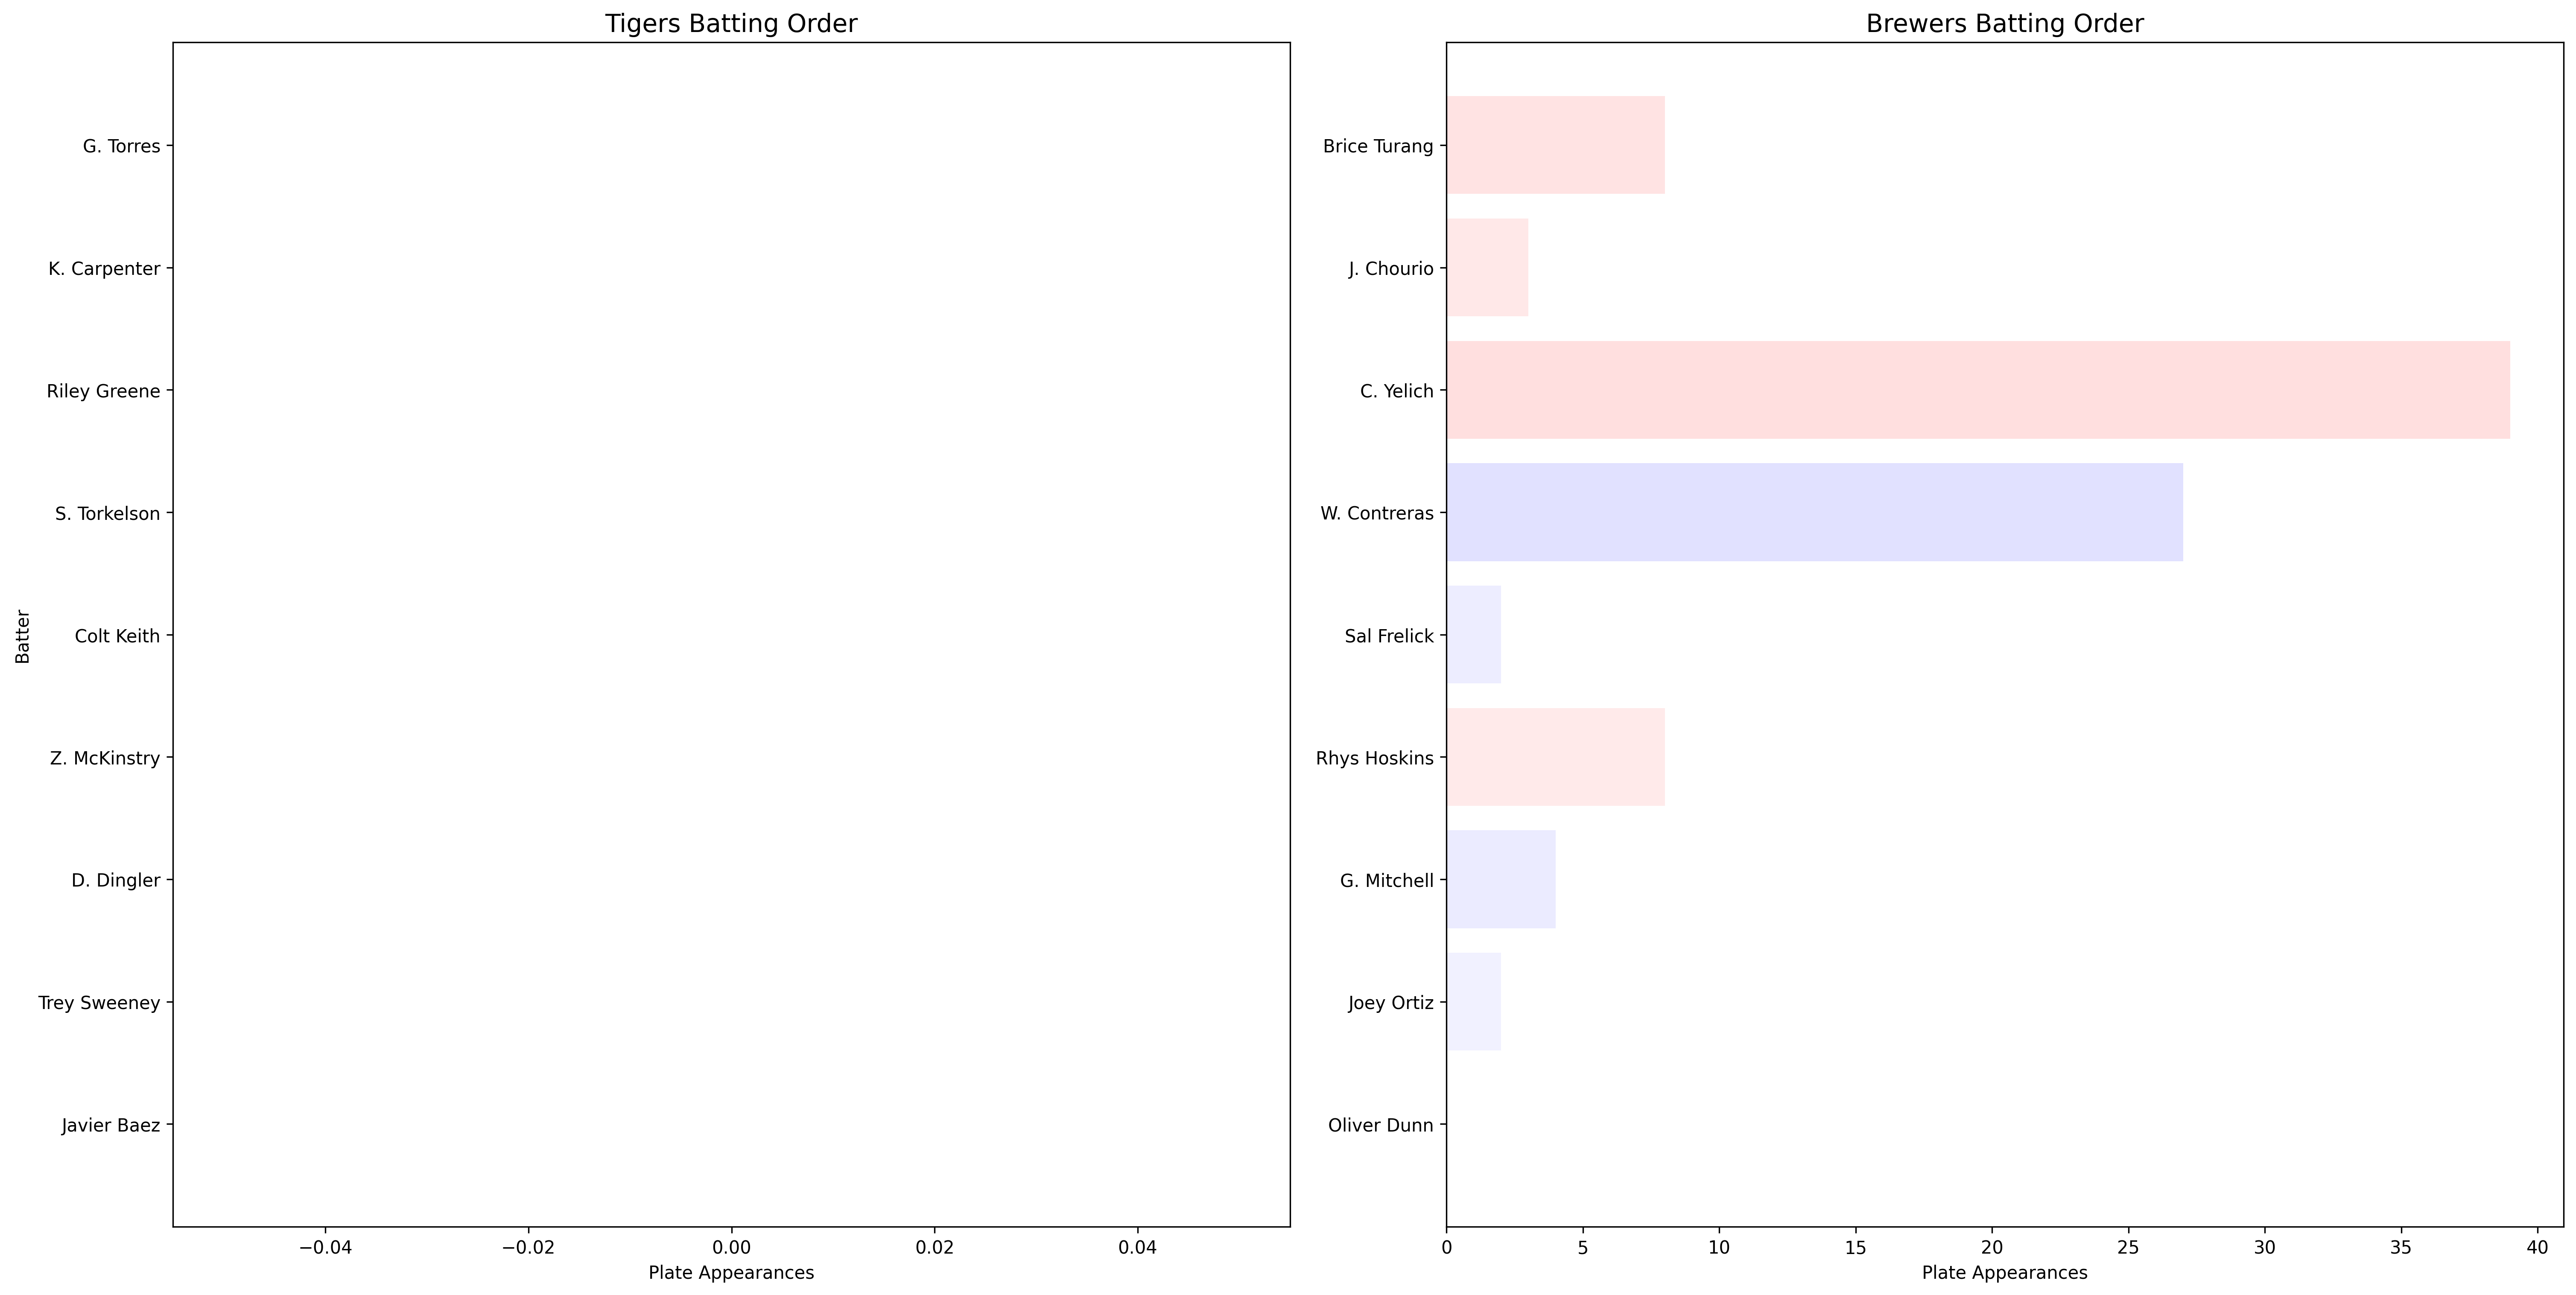 Tigers Batting Order
Batter
G. Torres
K. Carpenter
Riley Greene
S. Torkelson
Colt Keith
Z. McKinstry
D. Dingler
Trey Sweeney
Javier Baez
−0.04 −0.02 0.00 0.02 0.04
Plate Appearances
Brewers Batting Order
Brice Turang
J. Chourio
C. Yelich
W. Contreras
Sal Frelick
Rhys Hoskins
G. Mitchell
Joey Ortiz
Oliver Dunn
0 5 10 15 20 25 30 35 40
Plate Appearances